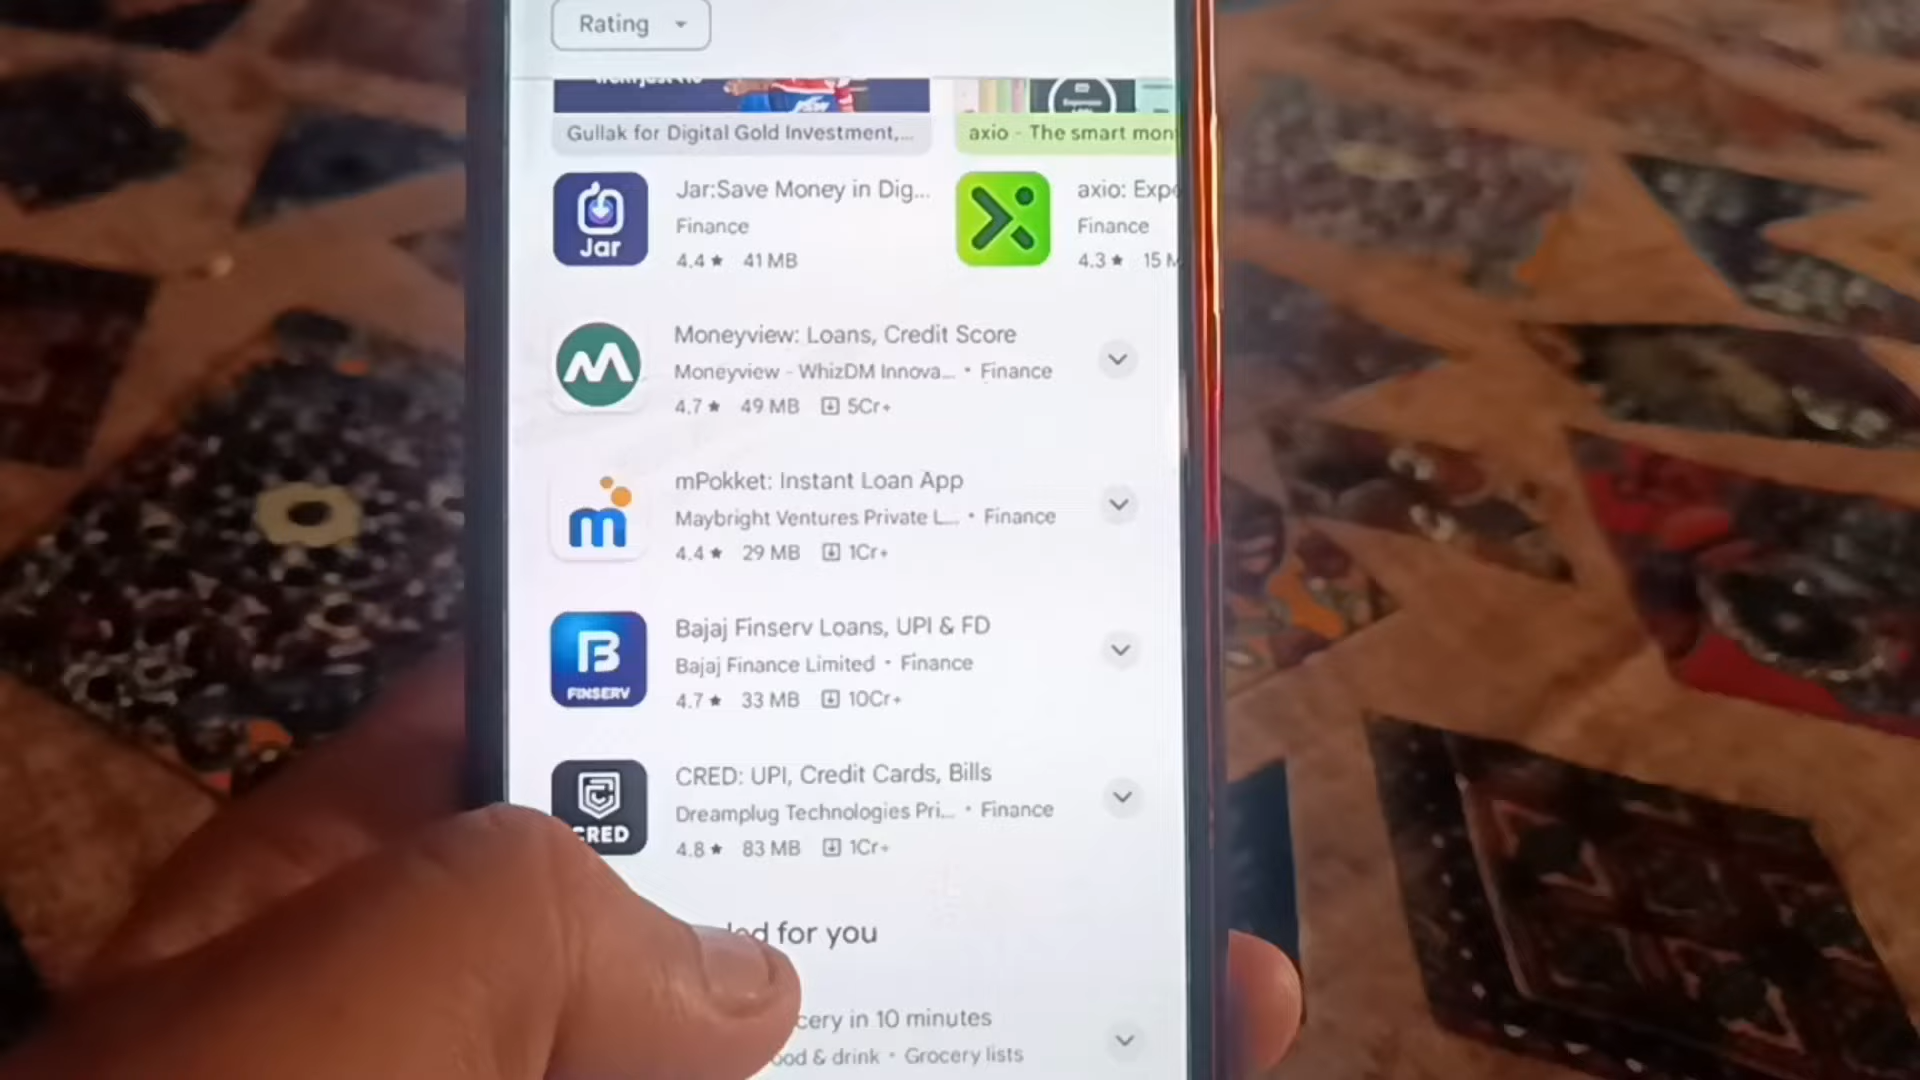 Rating
Gullak for Digital Gold Investment,...
axio - The smart mon
Jar
Jar:Save Money in Dig...
Finance
4.4★ 41 MB
axio: Exp
Finance
4.3★ 15 M
Moneyview: Loans, Credit Score
Moneyview - WhizDM Innova... • Finance
4.7★ 49 MB 5Cr+
m
mPokket: Instant Loan App
Maybright Ventures Private L... • Finance
4.4★ 29 MB 1Cr+
B
FINSERV
Bajaj Finserv Loans, UPI & FD
Bajaj Finance Limited • Finance
4.7★ 33 MB 10Cr+
CRED
CRED: UPI, Credit Cards, Bills
Dreamplug Technologies Pri... • Finance
4.8★ 83 MB 1Cr+
for you
in 10 minutes
& drink • Grocery lists